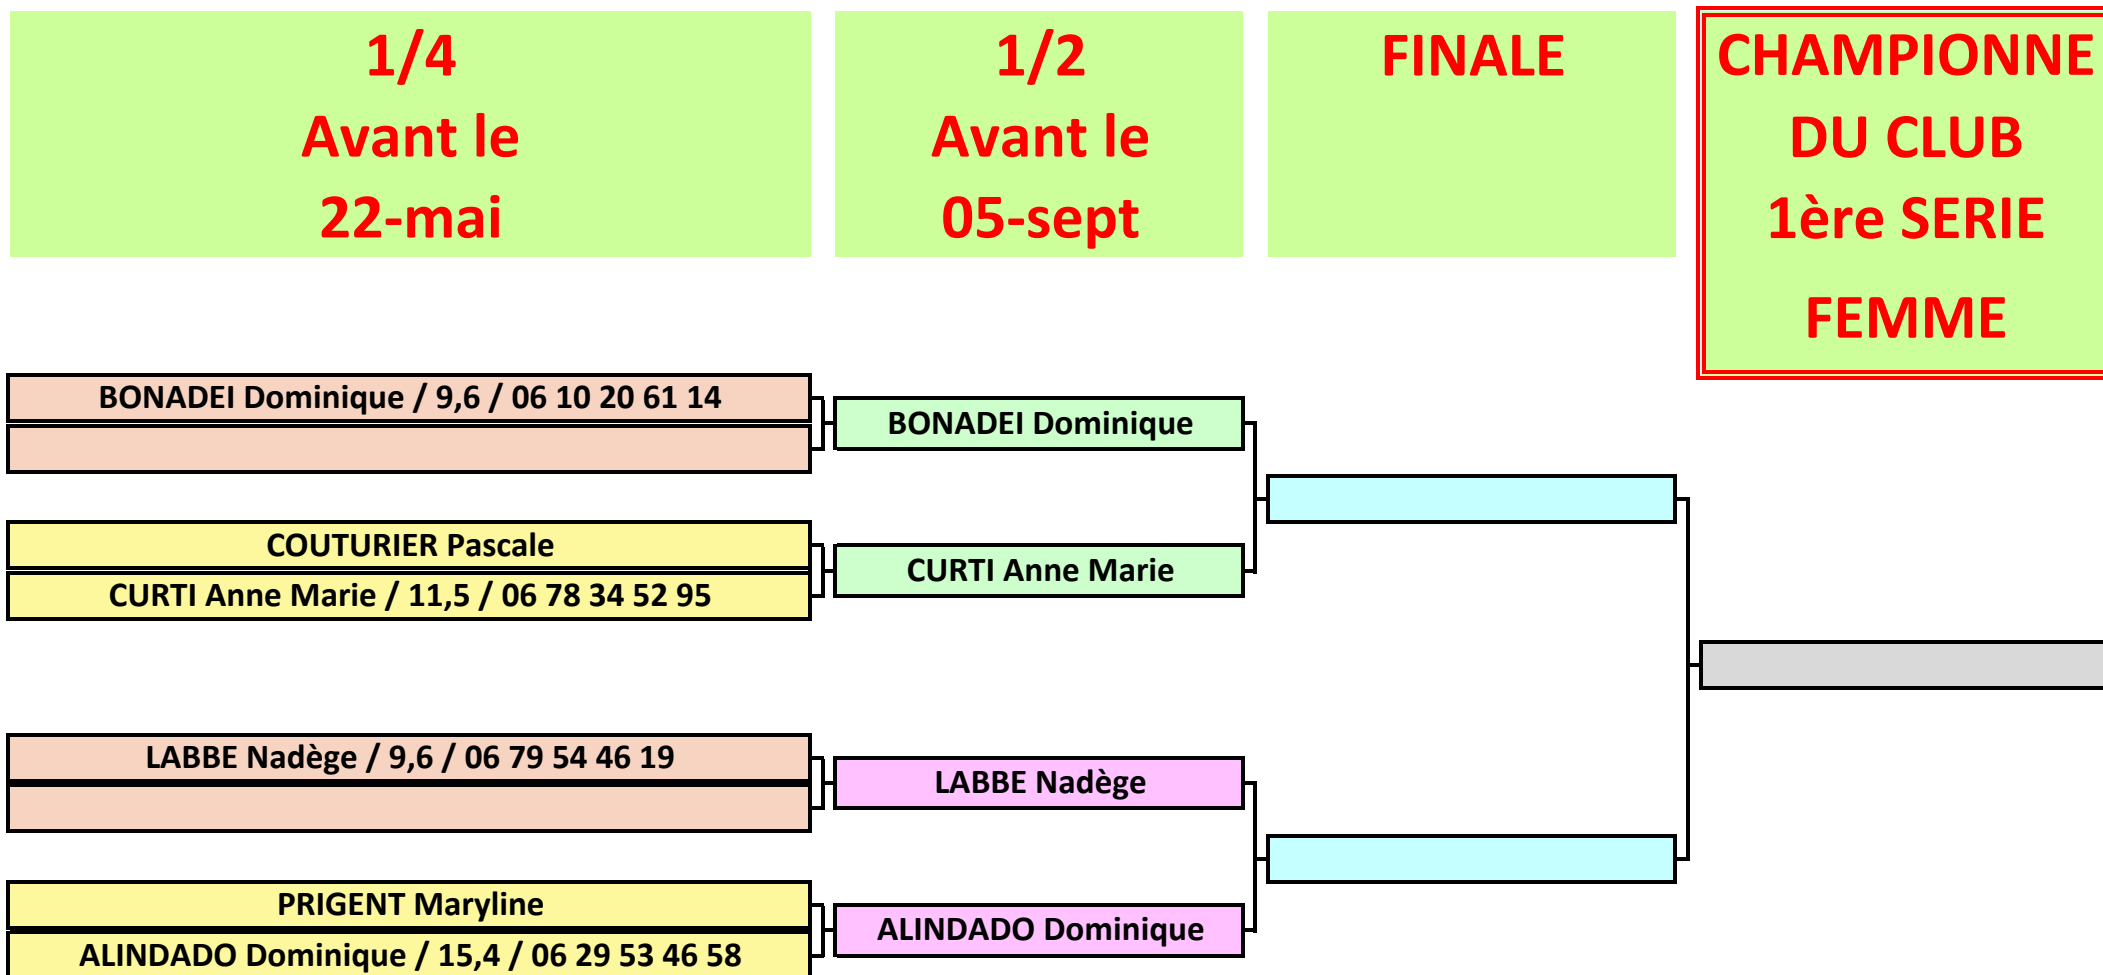 1/4
Avant le
22-mai
1/2
Avant le
05-sept
FINALE
CHAMPIONNE
DU CLUB
1ère SERIE
FEMME
BONADEI Dominique / 9,6 / 06 10 20 61 14
BONADEI Dominique
COUTURIER Pascale
CURTI Anne Marie / 11,5 / 06 78 34 52 95
CURTI Anne Marie
LABBE Nadège / 9,6 / 06 79 54 46 19
LABBE Nadège
PRIGENT Maryline
ALINDADO Dominique / 15,4 / 06 29 53 46 58
ALINDADO Dominique